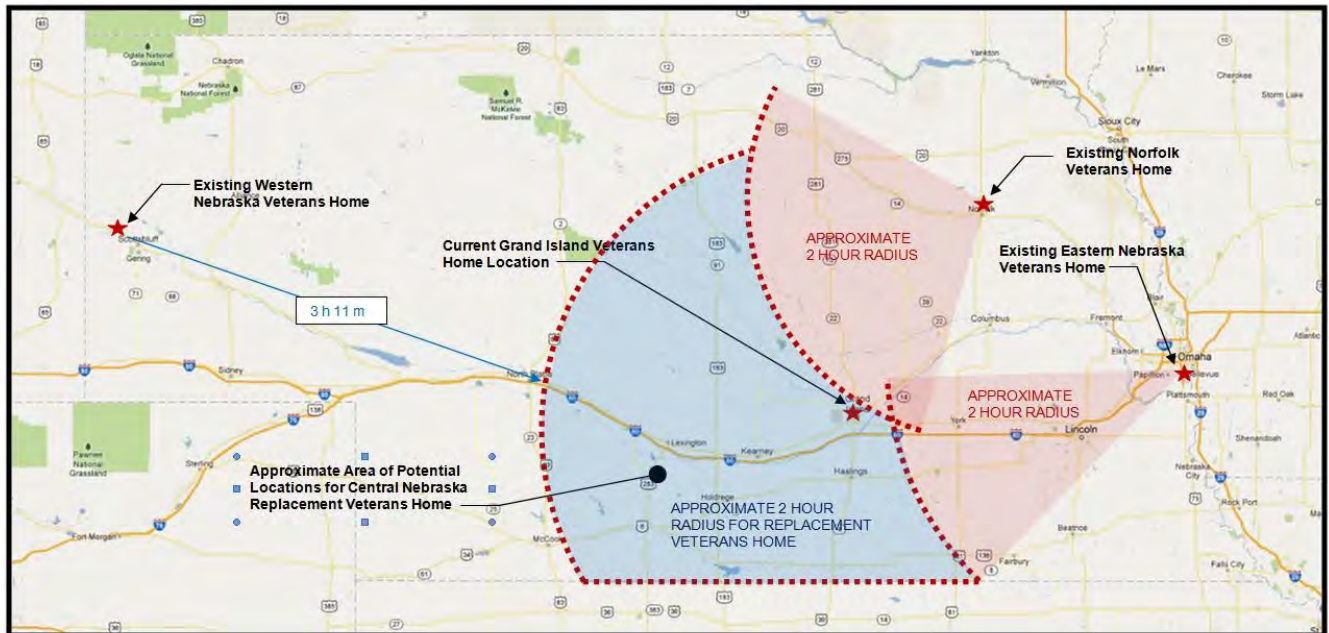 Oglala National
Grassland
Chadron
Nebraska
National Forest
Samuel R.
McKelvie
National Forest
Yankton
Vermillion
Le Mars
Cherokee
Storm Lake
Sioux City
Existing Norfolk
Veterans Home
Existing Western
Nebraska Veterans Home
Scottsbluff
Gering
Current Grand Island Veterans
Home Location
APPROXIMATE
2 HOUR RADIUS
Existing Eastern Nebraska
Veterans Home
3 h 11 m
Columbus
Fremont
Blair
Elkhorn
Omaha
Papillion
Bellevue
Plattsmouth
Red Oak
Atlantic
Sidney
APPROXIMATE
2 HOUR RADIUS
York
Lincoln
Shenandoah
Pawnee
National
Grassland
Sterling
Lexington
Kearney
Hastings
Nebraska
City
Approximate Area of Potential
Locations for Central Nebraska
Replacement Veterans Home
Holdrege
APPROXIMATE 2 HOUR
RADIUS FOR REPLACEMENT
VETERANS HOME
Rock Port
Beatrice
Fort Morgan
McCook
Fairbury
Falls City